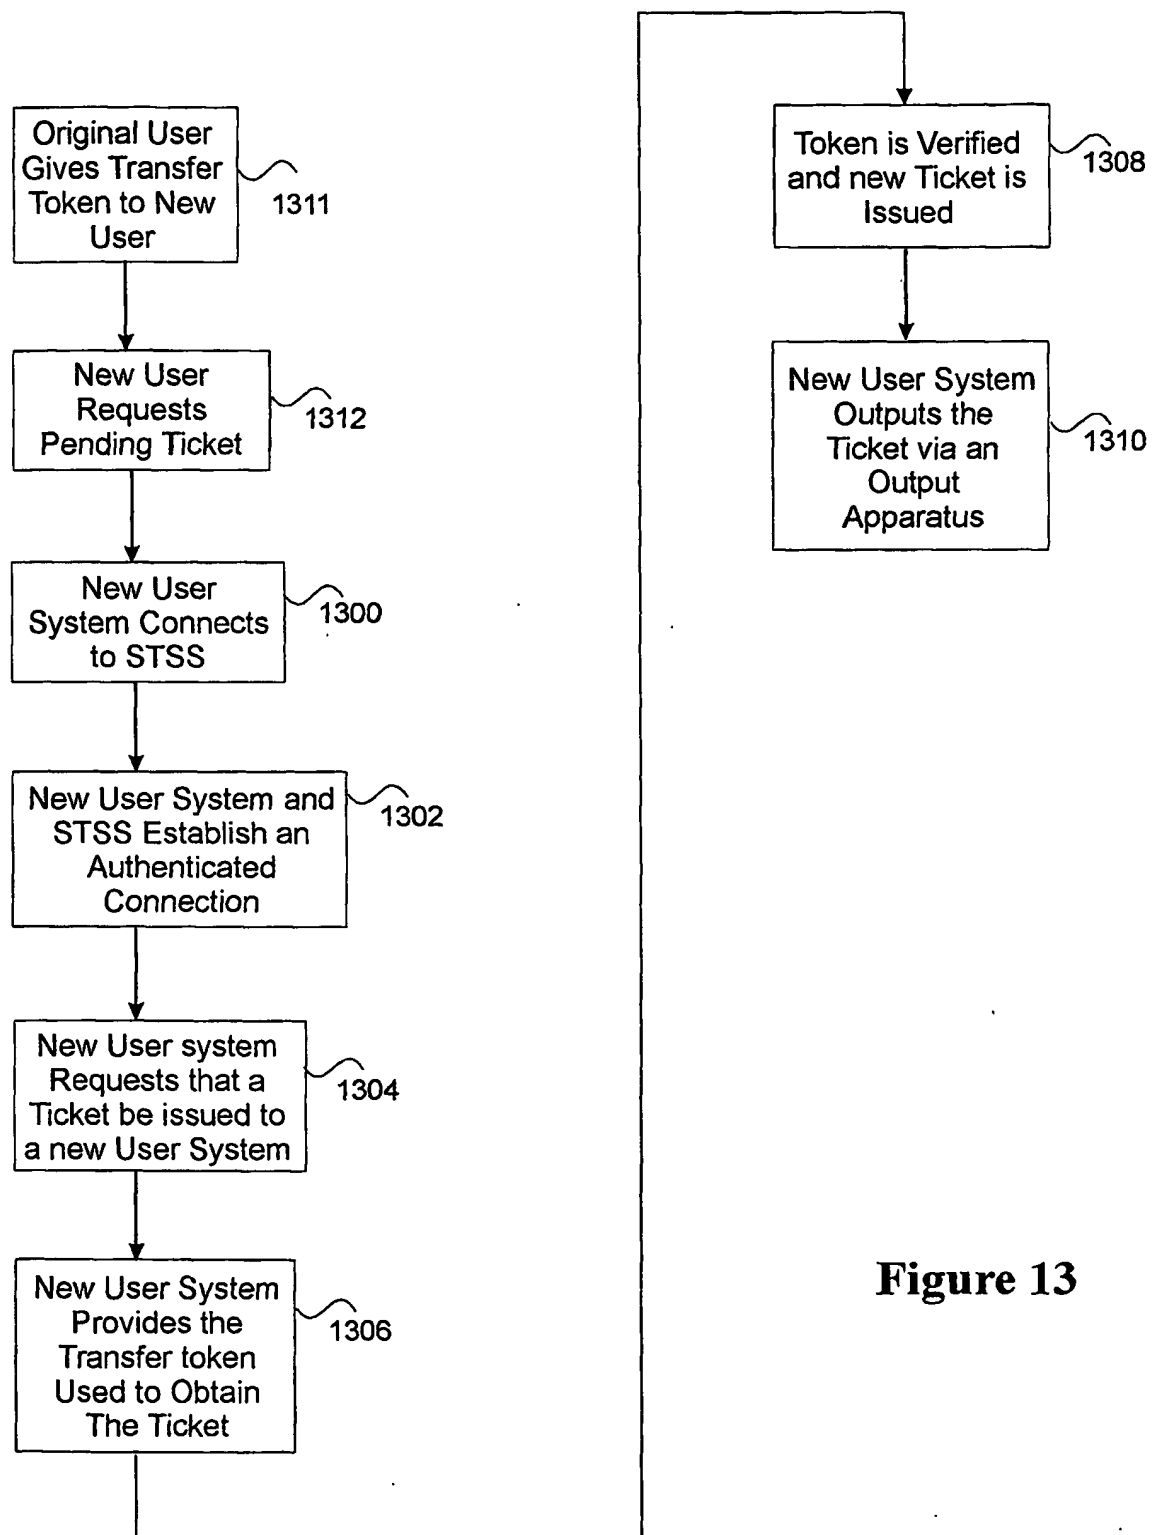 Original User
Gives Transfer
Token to New
User
1311
New User
Requests
Pending Ticket
1312
New User
System Connects
to STSS
1300
New User System and
STSS Establish an
Authenticated
Connection
1302
New User system
Requests that a
Ticket be issued to
a new User System
1304
New User System
Provides the
Transfer token
Used to Obtain
The Ticket
1306
Token is Verified
and new Ticket is
Issued
1308
New User System
Outputs the
Ticket via an
Output
Apparatus
1310
Figure 13